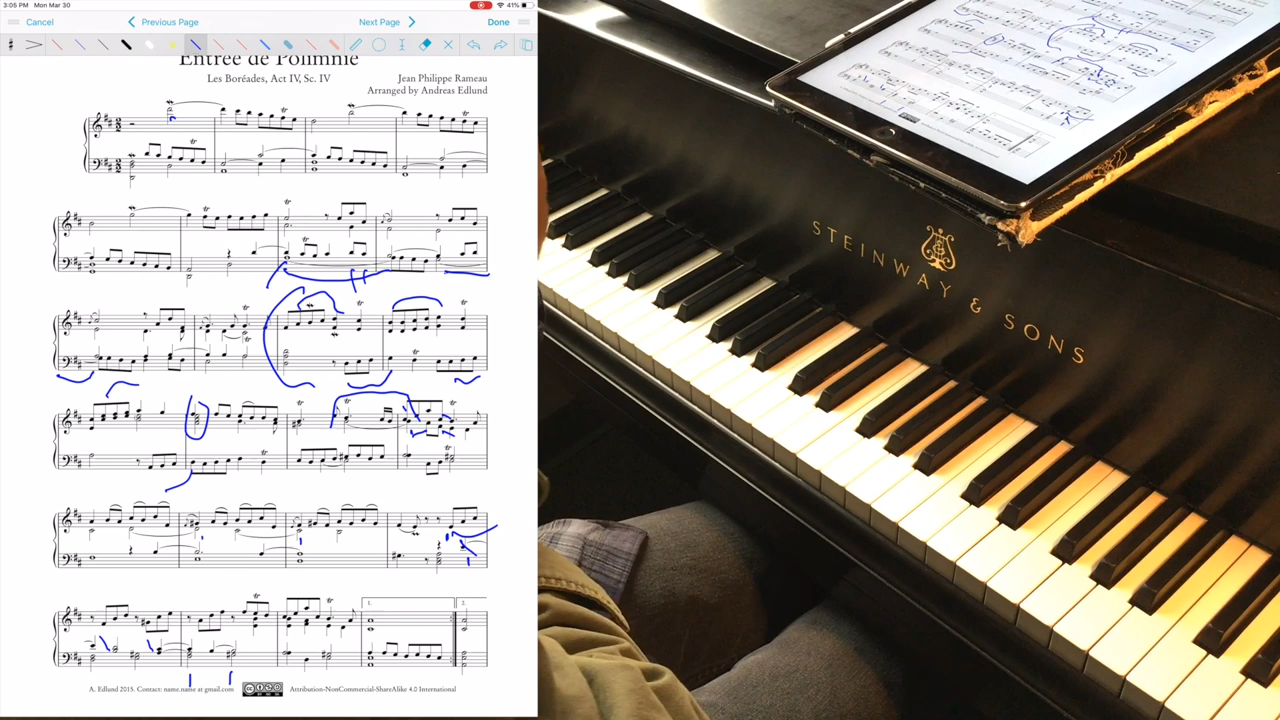 3:05 PM Mon Mar 30
41%
Cancel
Previous Page
Next Page
Done
Entrée de Polimnie
Les Boréades, Act IV, Sc. IV
Jean Philippe Rameau
Arranged by Andreas Edlund
1.
2.
A. Edlund 2015. Contact: name.name at gmail.com
Attribution-NonCommercial-ShareAlike 4.0 International
STEINWAY & SONS